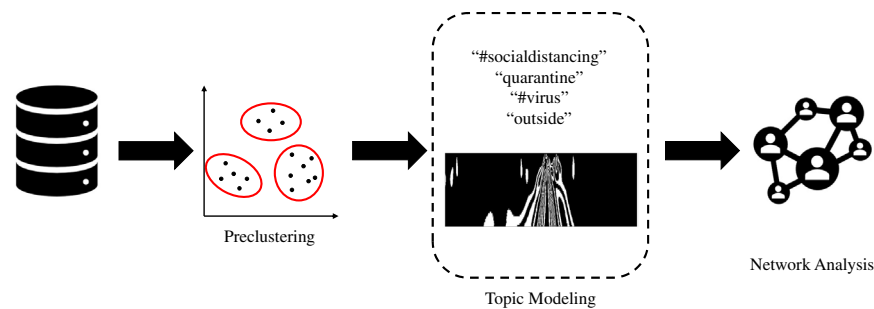 “#socialdistancing”
“quarantine”
“#virus”
“outside”
Preclustering
Topic Modeling
Network Analysis